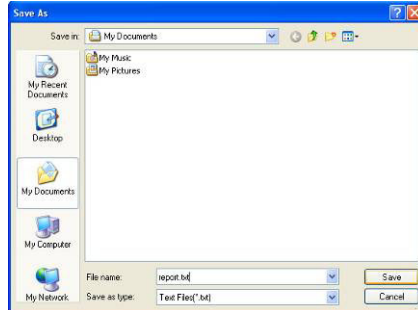 Save As
Save in:
My Documents
My Music
My Pictures
My Recent
Documents
Desktop
My Documents
My Computer
My Network
File name:
report.txt
Save
Save as type:
Text Files(*.txt)
Cancel